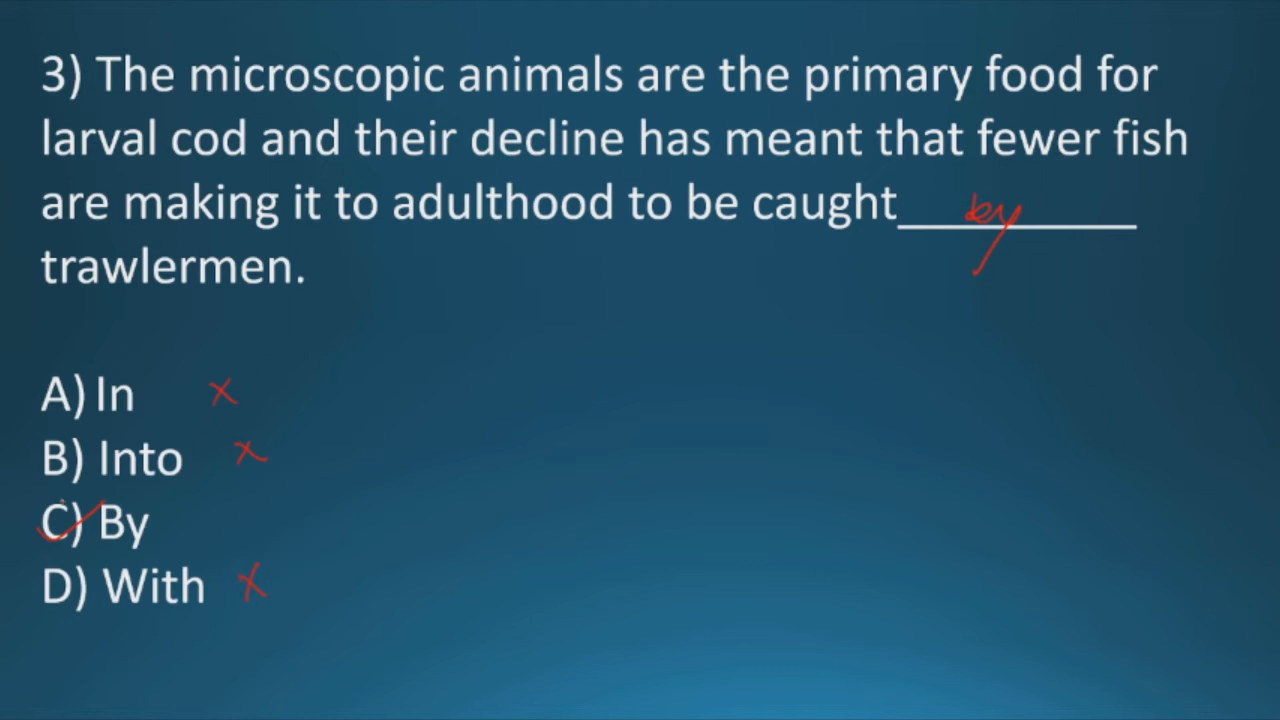 3) The microscopic animals are the primary food for
larval cod and their decline has meant that fewer fish
are making it to adulthood to be caught__________ by
trawlermen.
A) In
B) Into
C) By
D) With